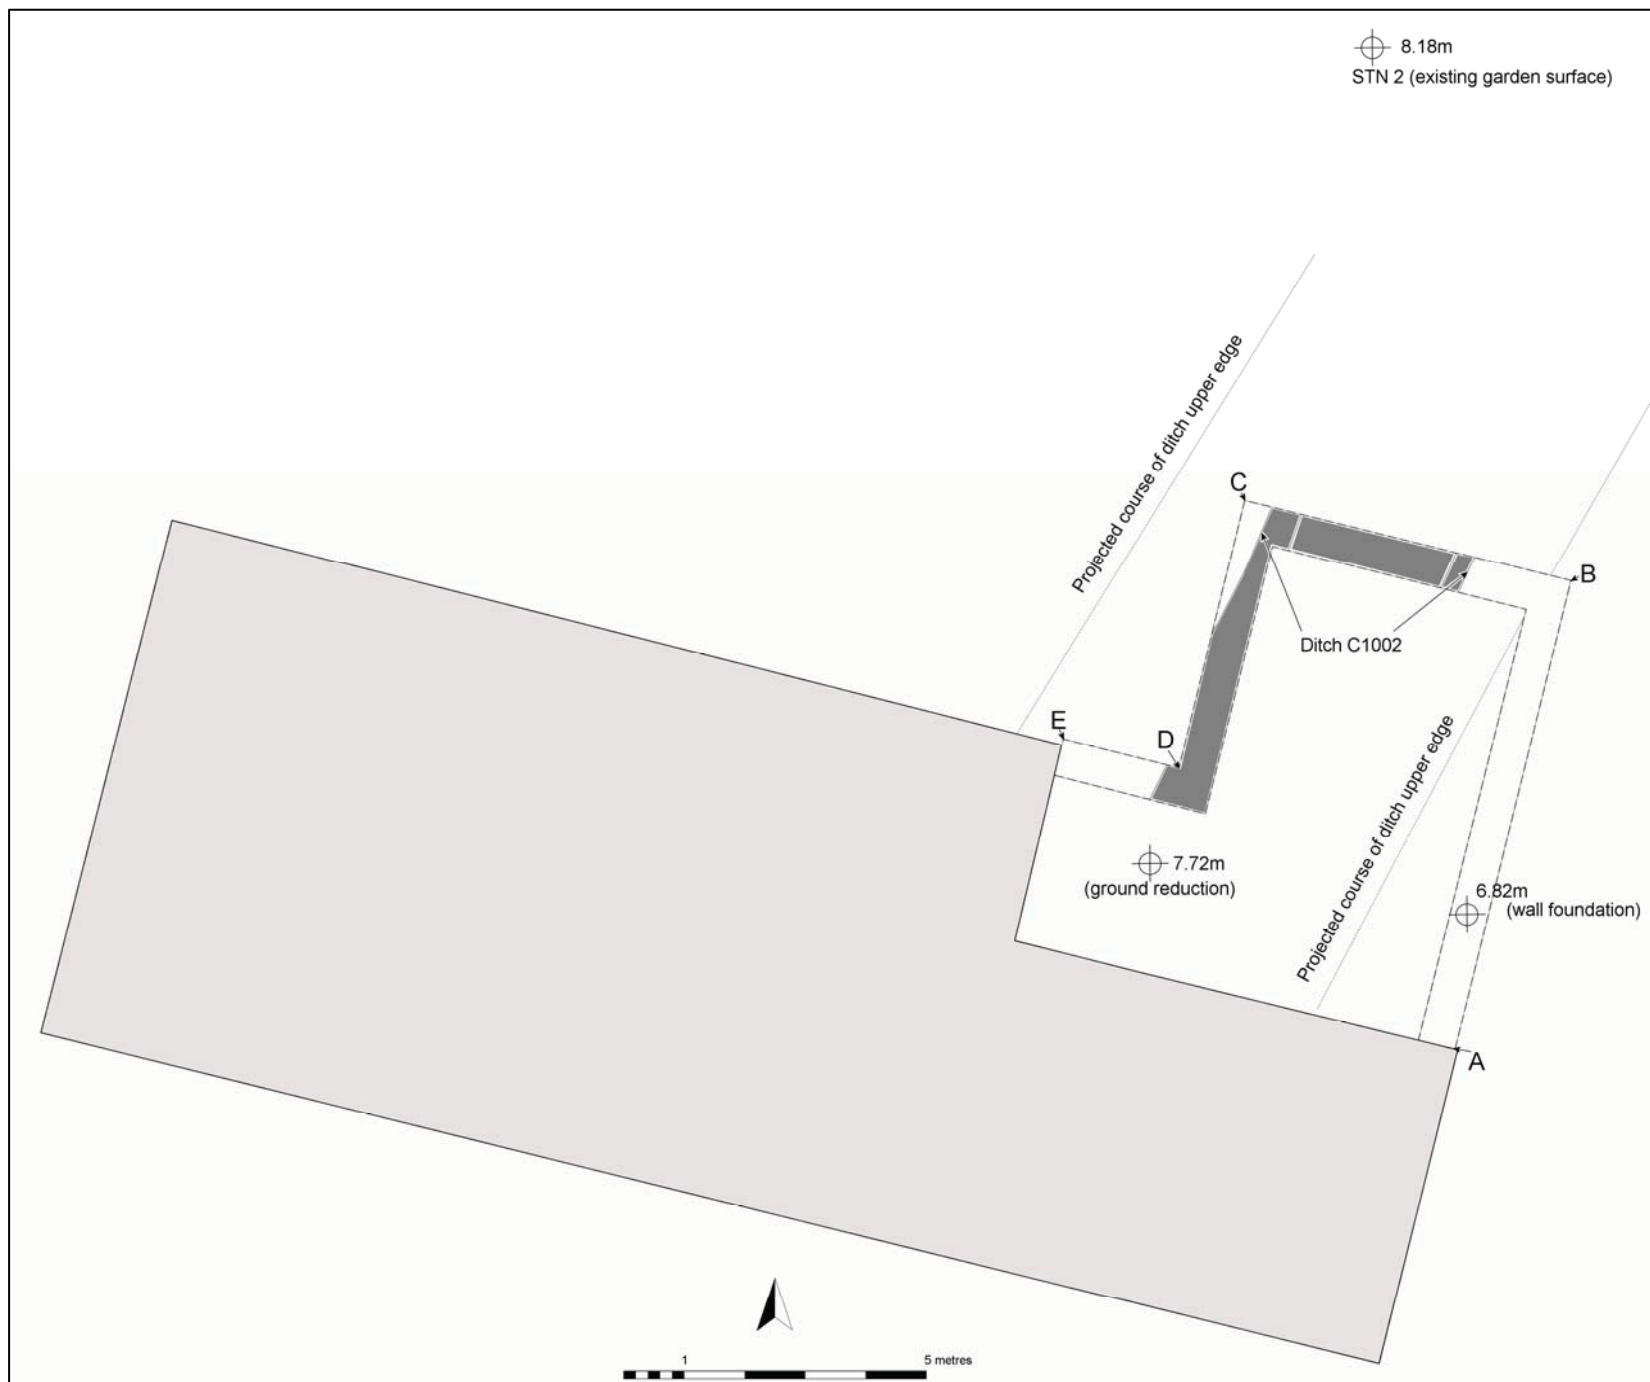 8.18m
STN 2 (existing garden surface)
Projected course of ditch upper edge
C
B
Ditch C1002
E
D
Projected course of ditch upper edge
7.72m
(ground reduction)
6.82m
(wall foundation)
A
1
5 metres